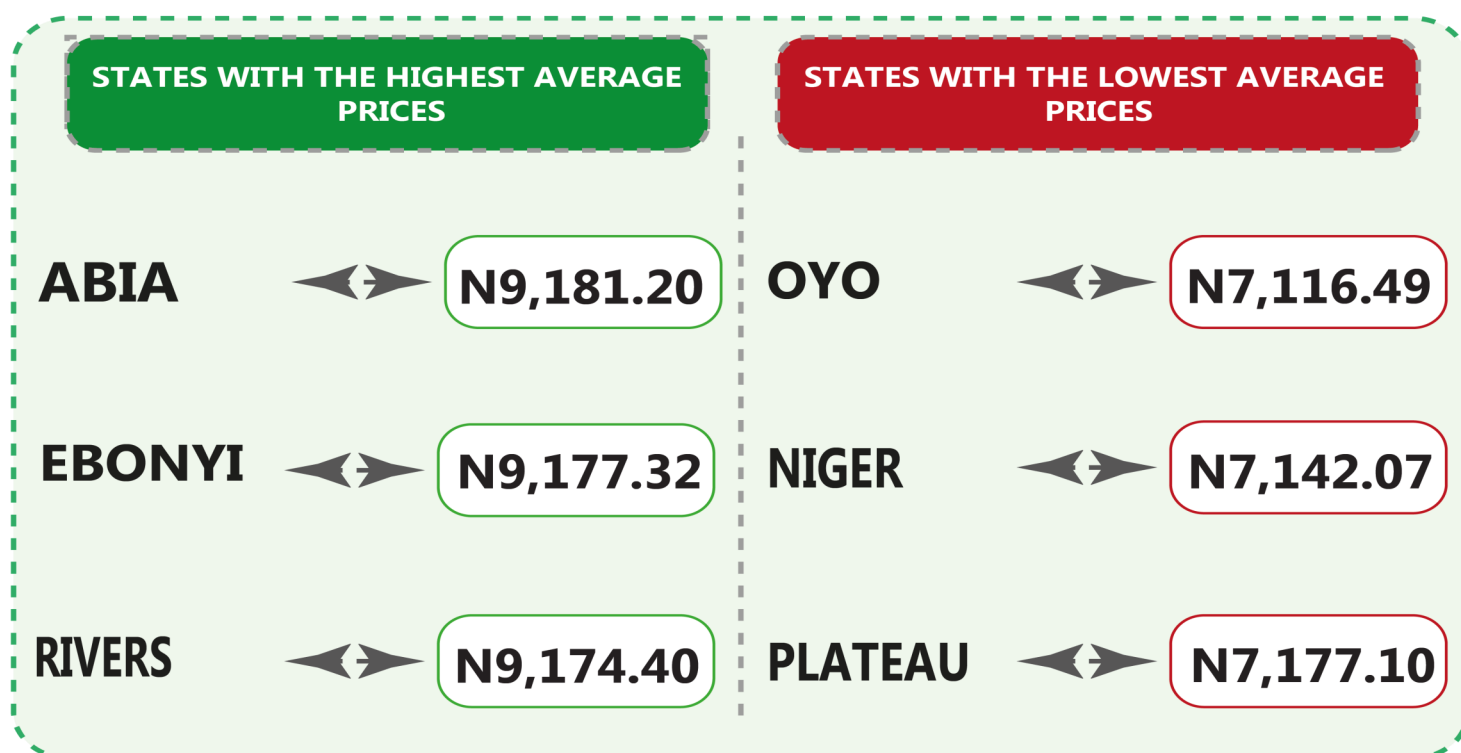 STATES WITH THE HIGHEST AVERAGE
PRICES
ABIA N9,181.20
EBONYI N9,177.32
RIVERS N9,174.40
STATES WITH THE LOWEST AVERAGE
PRICES
OYO N7,116.49
NIGER N7,142.07
PLATEAU N7,177.10